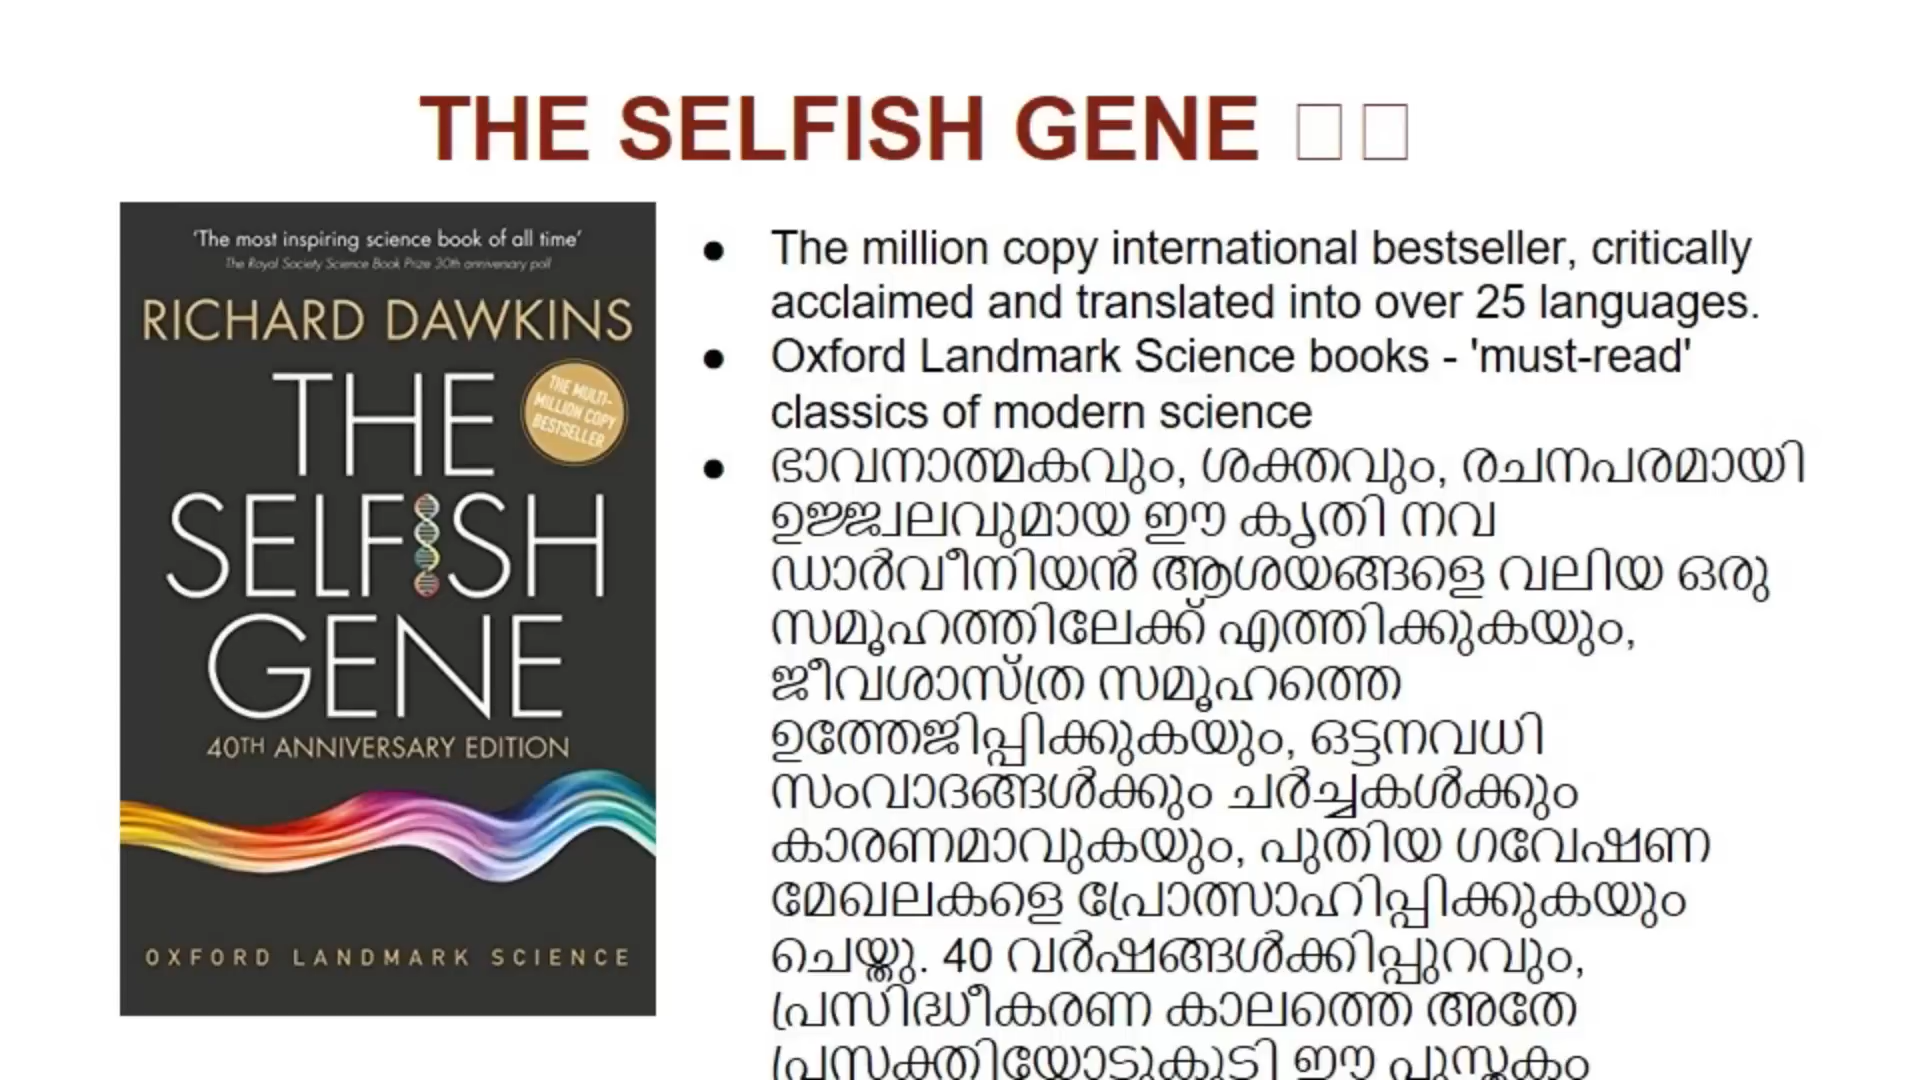 THE SELFISH GENE
'The most inspiring science book of all time'
The Royal Society Science Book Prize 30th anniversary poll
RICHARD DAWKINS
THE
SELFISH
GENE
THE MULTI-
MILLION COPY
BESTSELLER
40TH ANNIVERSARY EDITION
OXFORD LANDMARK SCIENCE
● The million copy international bestseller, critically
acclaimed and translated into over 25 languages.
● Oxford Landmark Science books - 'must-read'
classics of modern science
● ഭാവനാത്മകവും, ശക്തവും, രചനപരമായി
ഉജ്ജ്വലവുമായ ഈ കൃതി നവ
ഡാർവീനിയൻ ആശയങ്ങളെ വലിയ ഒരു
സമൂഹത്തിലേക്ക് എത്തിക്കുകയും,
ജീവശാസ്ത്ര സമൂഹത്തെ
ഉത്തേജിപ്പിക്കുകയും, ഒട്ടനവധി
സംവാദങ്ങൾക്കും ചർച്ചകൾക്കും
കാരണമാവുകയും, പുതിയ ഗവേഷണ
മേഖലകളെ പ്രോത്സാഹിപ്പിക്കുകയും
ചെയ്തു. 40 വർഷങ്ങൾക്കിപ്പുറവും,
പ്രസിദ്ധീകരണ കാലത്തെ അതേ
പ്രസക്തിയോടുകൂടി ഈ പുസ്തകം